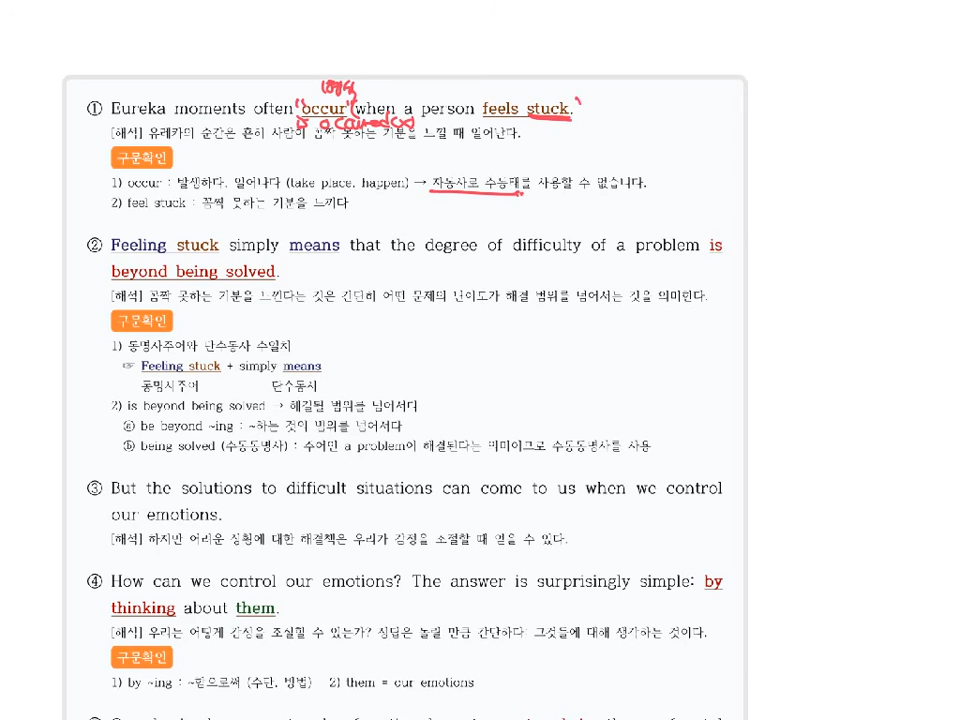 ① Eureka moments often "occur" (when a person feels stuck.
is occurred(x)
[해석] 유레카의 순간은 흔히 사람이 꼼짝 못하는 기분을 느낄 때 일어난다.
구문확인
1) occur : 발생하다, 일어나다 (take place, happen) → 자동사로 수동태를 사용할 수 없습니다.
2) feel stuck : 꼼짝 못하는 기분을 느끼다
② Feeling stuck simply means that the degree of difficulty of a problem is
beyond being solved.
[해석] 꼼짝 못하는 기분을 느낀다는 것은 간단히 어떤 문제의 난이도가 해결 범위를 넘어서는 것을 의미한다.
구문확인
1) 동명사주어와 단수동사 수일치
☞ Feeling stuck + simply means
동명사주어 단수동사
2) is beyond being solved → 해결될 범위를 넘어서다
ⓐ be beyond ~ing : ~하는 것이 범위를 넘어서다
ⓑ being solved (수동동명사) : 주어인 a problem이 해결된다는 의미이므로 수동동명사를 사용
③ But the solutions to difficult situations can come to us when we control
our emotions.
[해석] 하지만 어려운 상황에 대한 해결책은 우리가 감정을 조절할 때 얻을 수 있다.
④ How can we control our emotions? The answer is surprisingly simple: by
thinking about them.
[해석] 우리는 어떻게 감정을 조절할 수 있는가? 정답은 놀랄 만큼 간단하다: 그것들에 대해 생각하는 것이다.
구문확인
1) by ~ing : ~함으로써 (수단, 방법) 2) them = our emotions